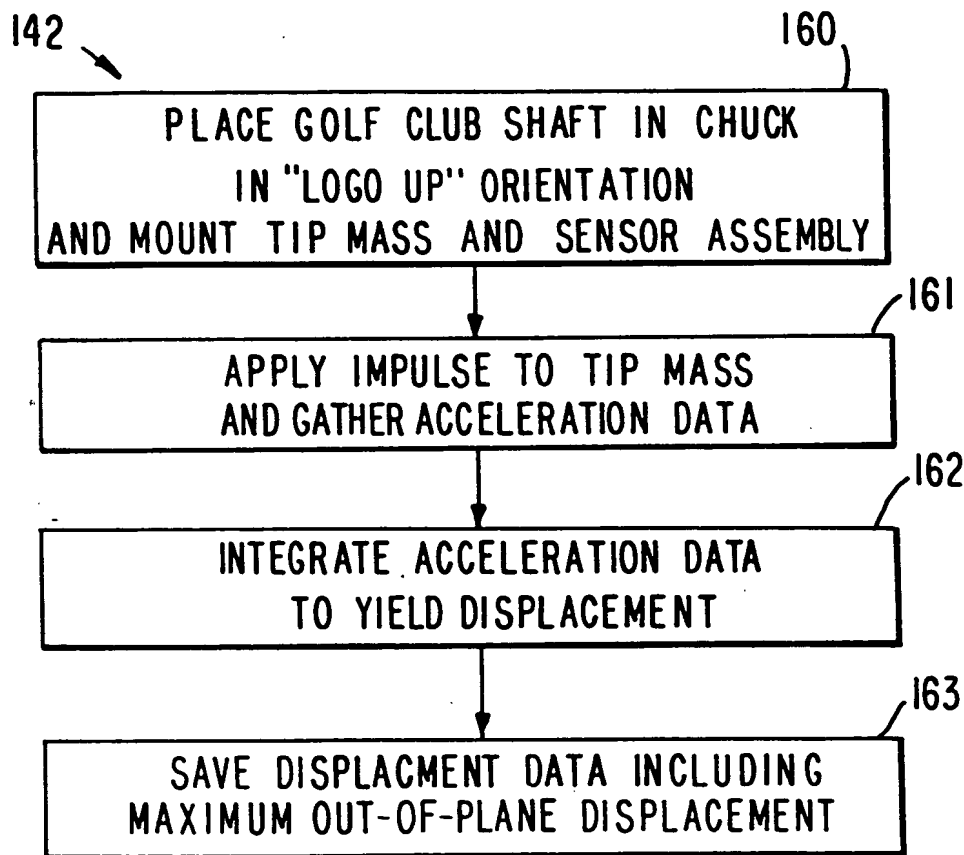 142
160
PLACE GOLF CLUB SHAFT IN CHUCK
IN "LOGO UP" ORIENTATION
AND MOUNT TIP MASS AND SENSOR ASSEMBLY
161
APPLY IMPULSE TO TIP MASS
AND GATHER ACCELERATION DATA
162
INTEGRATE ACCELERATION DATA
TO YIELD DISPLACEMENT
163
SAVE DISPLACMENT DATA INCLUDING
MAXIMUM OUT-OF-PLANE DISPLACEMENT